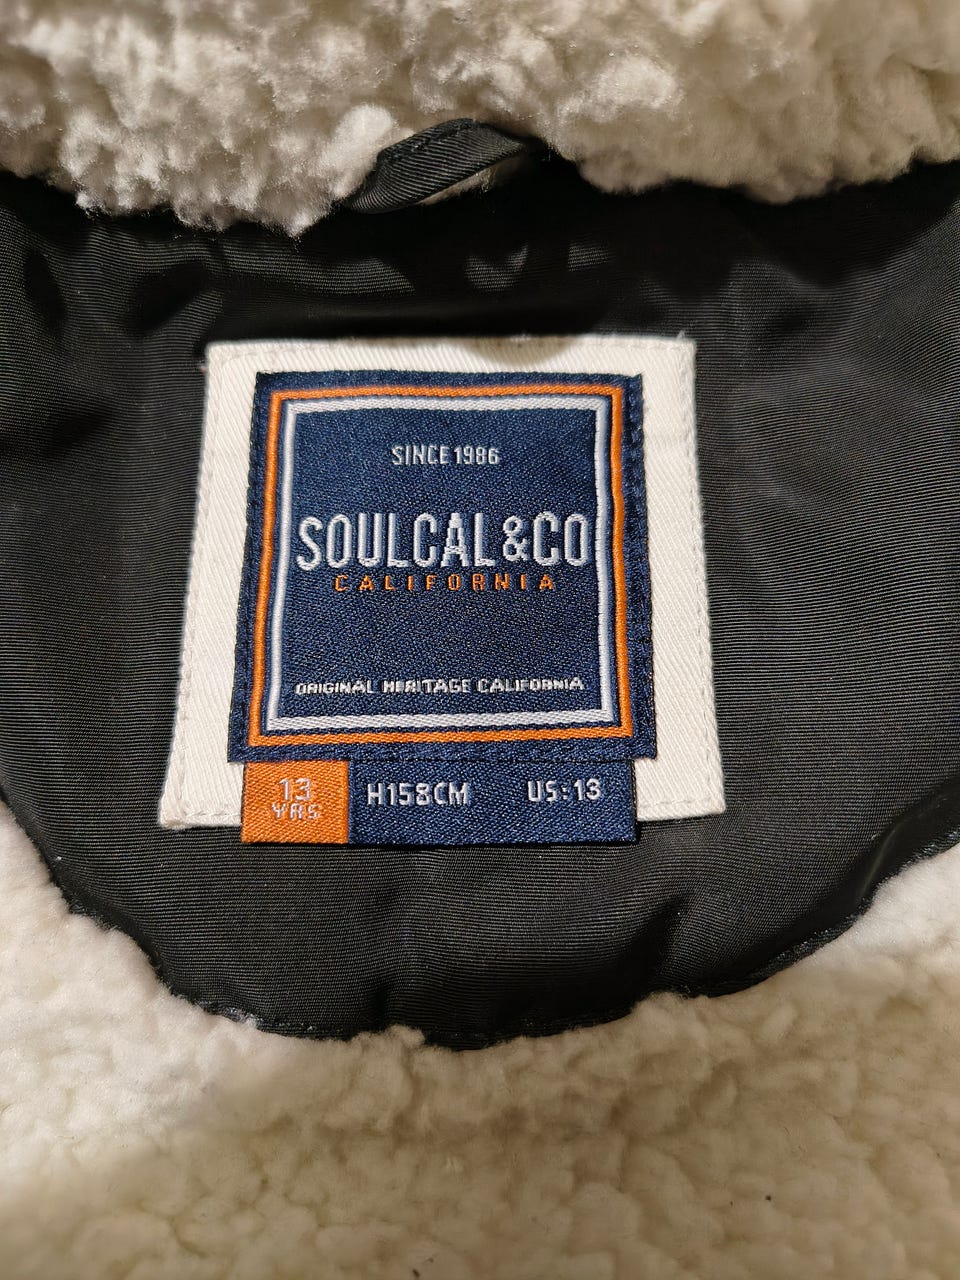 SINCE 1986
SOULCAL&CO
CALIFORNIA
ORIGINAL HERITAGE CALIFORNIA
13 YRS H158CM US:13